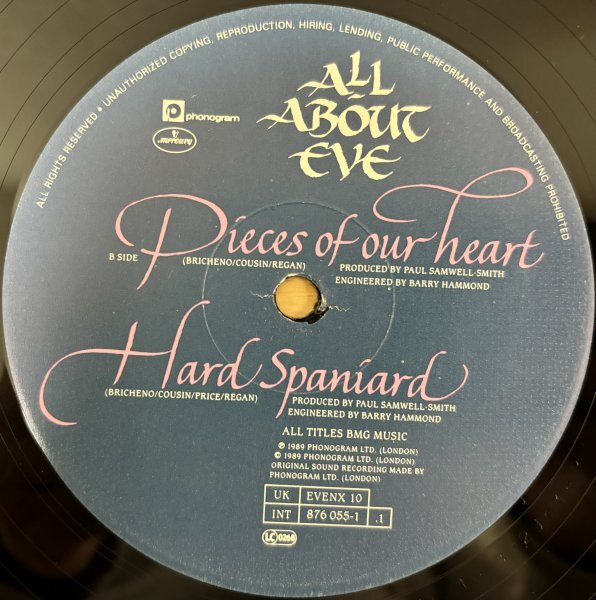 ALL RIGHTS RESERVED • UNAUTHORIZED COPYING, REPRODUCTION, HIRING, LENDING, PUBLIC PERFORMANCE AND BROADCASTING PROHIBITED
ALL
ABOUT
EVE
phonogram
mercury
Pieces of our heart
B SIDE
(BRICHENO/COUSIN/REGAN)
PRODUCED BY PAUL SAMWELL-SMITH
ENGINEERED BY BARRY HAMMOND
Hard Spaniard
(BRICHENO/COUSIN/PRICE/REGAN)
PRODUCED BY PAUL SAMWELL-SMITH
ENGINEERED BY BARRY HAMMOND
ALL TITLES BMG MUSIC
℗ 1989 PHONOGRAM LTD. (LONDON)
© 1989 PHONOGRAM LTD. (LONDON)
ORIGINAL SOUND RECORDING MADE BY
PHONOGRAM LTD. (LONDON)
UK EVENX 10
INT 876 055-1 .1
LC 0268